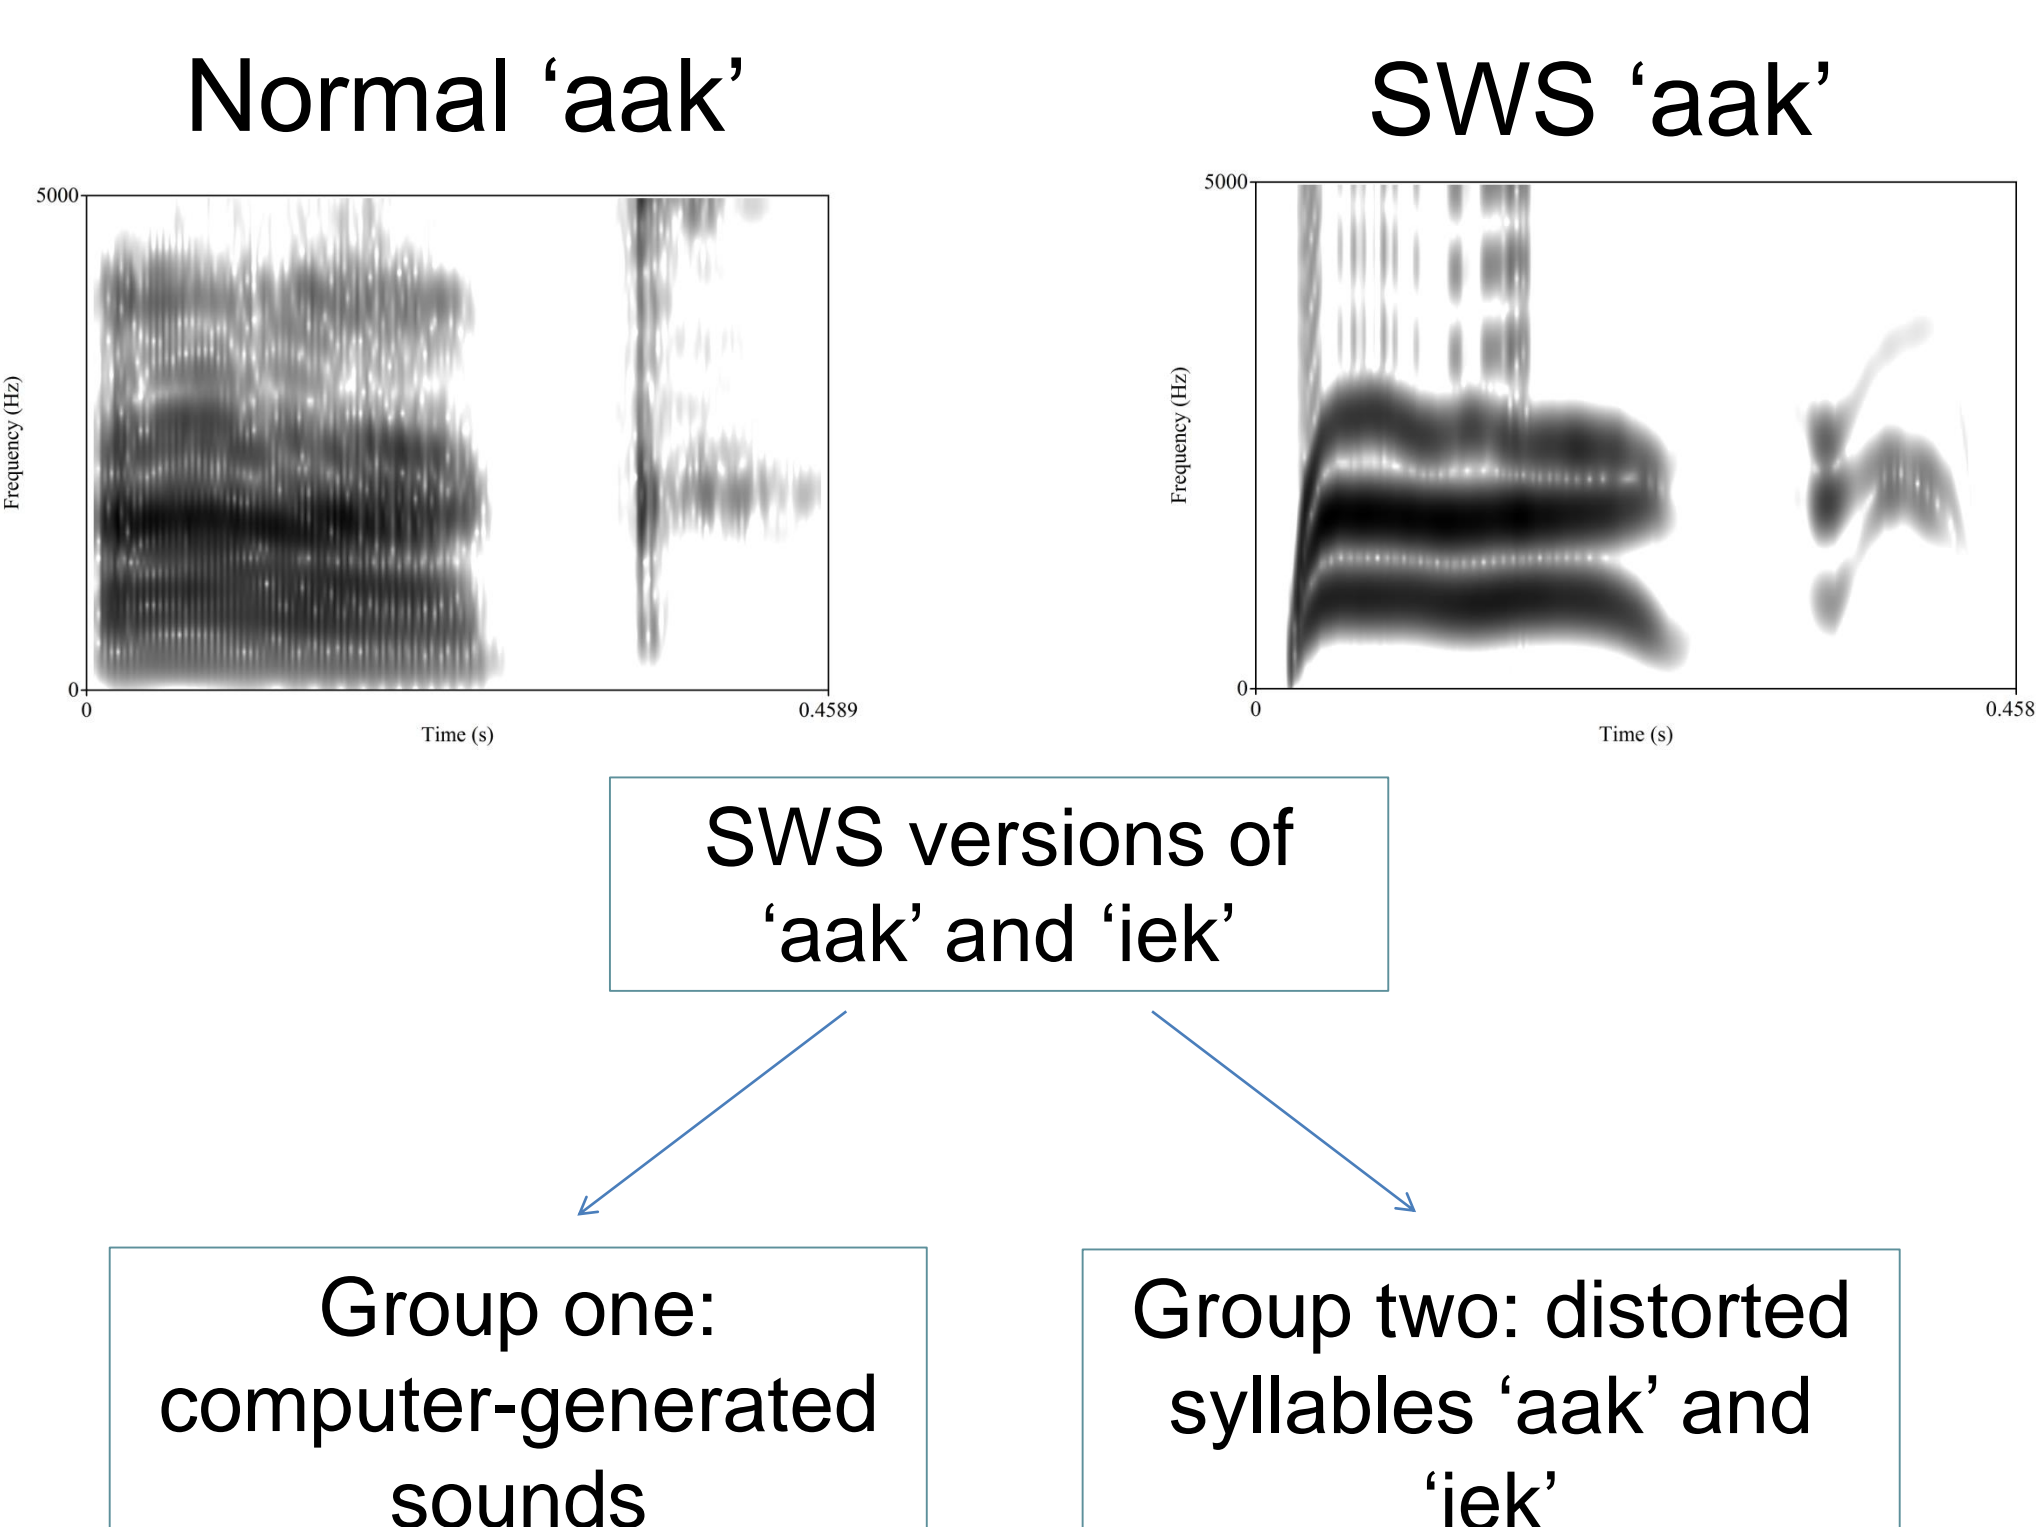 Normal ‘aak’
SWS ‘aak’
5000
Frequency (Hz)
0
0
0.4589
Time (s)
5000
Frequency (Hz)
0
0
0.458
Time (s)
SWS versions of
‘aak’ and ‘iek’
Group one:
computer-generated
sounds
Group two: distorted
syllables ‘aak’ and
‘iek’